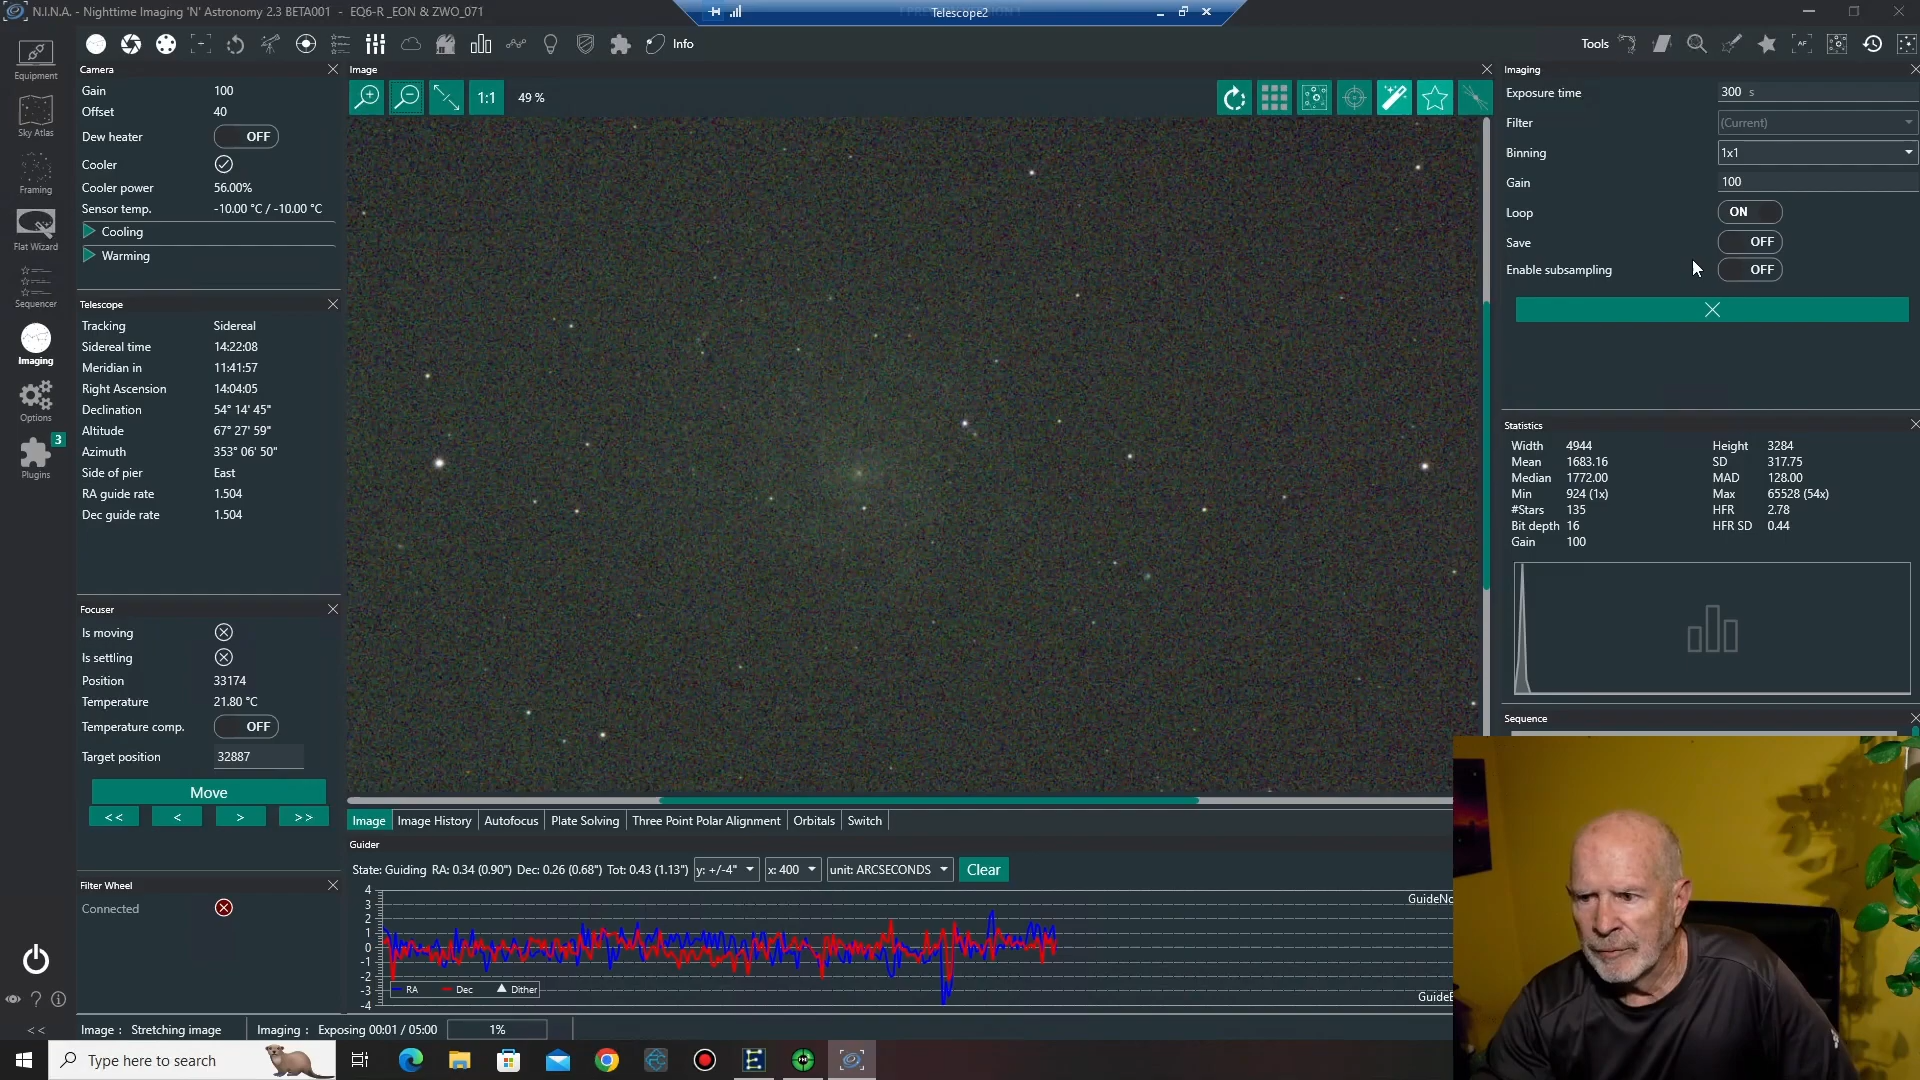 N.I.N.A. - Nighttime Imaging 'N' Astronomy 2.3 BETA001 - EQ6-R _EON & ZWO_071
Telescope2
Info
Tools
Equipment
Sky Atlas
Framing
Flat Wizard
Sequencer
Imaging
Options
3
Plugins
Camera
Gain 100
Offset 40
Dew heater OFF
Cooler
Cooler power 56.00%
Sensor temp. -10.00 °C / -10.00 °C
Cooling
Warming
Telescope
Tracking Sidereal
Sidereal time 14:22:08
Meridian in 11:41:57
Right Ascension 14:04:05
Declination 54° 14' 45"
Altitude 67° 27' 59"
Azimuth 353° 06' 50"
Side of pier East
RA guide rate 1.504
Dec guide rate 1.504
Focuser
Is moving
Is settling
Position 33174
Temperature 21.80 °C
Temperature comp. OFF
Target position 32887
Move
<< < > >>
Filter Wheel
Connected
Image
1:1 49 %
Image Image History Autofocus Plate Solving Three Point Polar Alignment Orbitals Switch
Guider
State: Guiding RA: 0.34 (0.90") Dec: 0.26 (0.68") Tot: 0.43 (1.13") y: +/-4" x: 400 unit: ARCSECONDS Clear
4
3
2
1
0
-1
-2
-3
-4
RA Dec Dither
Imaging
Exposure time 300 s
Filter (Current)
Binning 1x1
Gain 100
Loop ON
Save OFF
Enable subsampling OFF
Statistics
Width 4944 Height 3284
Mean 1683.16 SD 317.75
Median 1772.00 MAD 128.00
Min 924 (1x) Max 65528 (54x)
#Stars 135 HFR 2.78
Bit depth 16 HFR SD 0.44
Gain 100
Sequence
<< Image : Stretching image Imaging : Exposing 00:01 / 05:00 1%
Type here to search